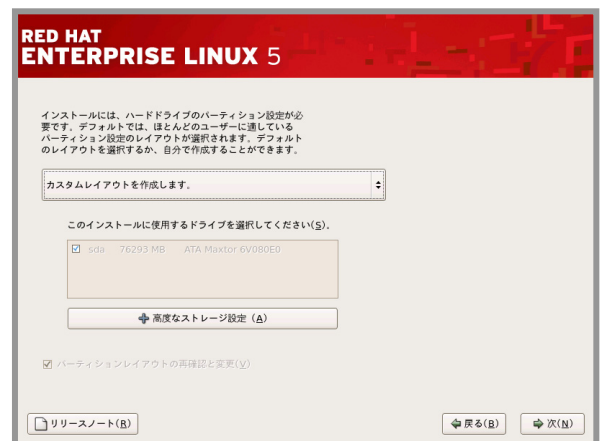 RED HAT
ENTERPRISE LINUX 5
インストールには、ハードドライブのパーティション設定が必
要です。デフォルトでは、ほとんどのユーザーに適している
パーティション設定のレイアウトが選択されます。デフォルト
のレイアウトを選択するか、自分で作成することができます。
カスタムレイアウトを作成します。
このインストールに使用するドライブを選択してください(S)。
sda 76293 MB ATA Maxtor 6V080E0
高度なストレージ設定 (A)
パーティションレイアウトの再確認と変更(V)
リリースノート(R) 戻る(B) 次(N)